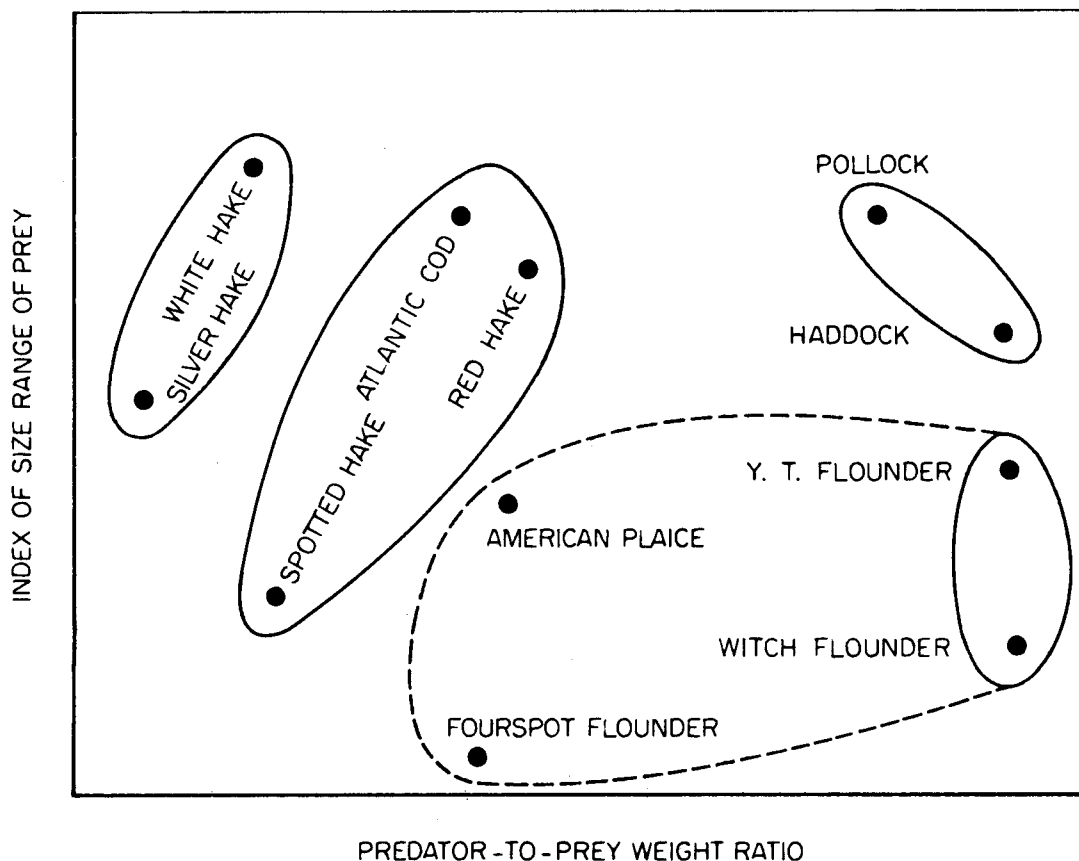 INDEX OF SIZE RANGE OF PREY
WHITE HAKE
SILVER HAKE
ATLANTIC COD
SPOTTED HAKE
RED HAKE
POLLOCK
HADDOCK
Y. T. FLOUNDER
AMERICAN PLAICE
WITCH FLOUNDER
FOURSPOT FLOUNDER
PREDATOR-TO-PREY WEIGHT RATIO